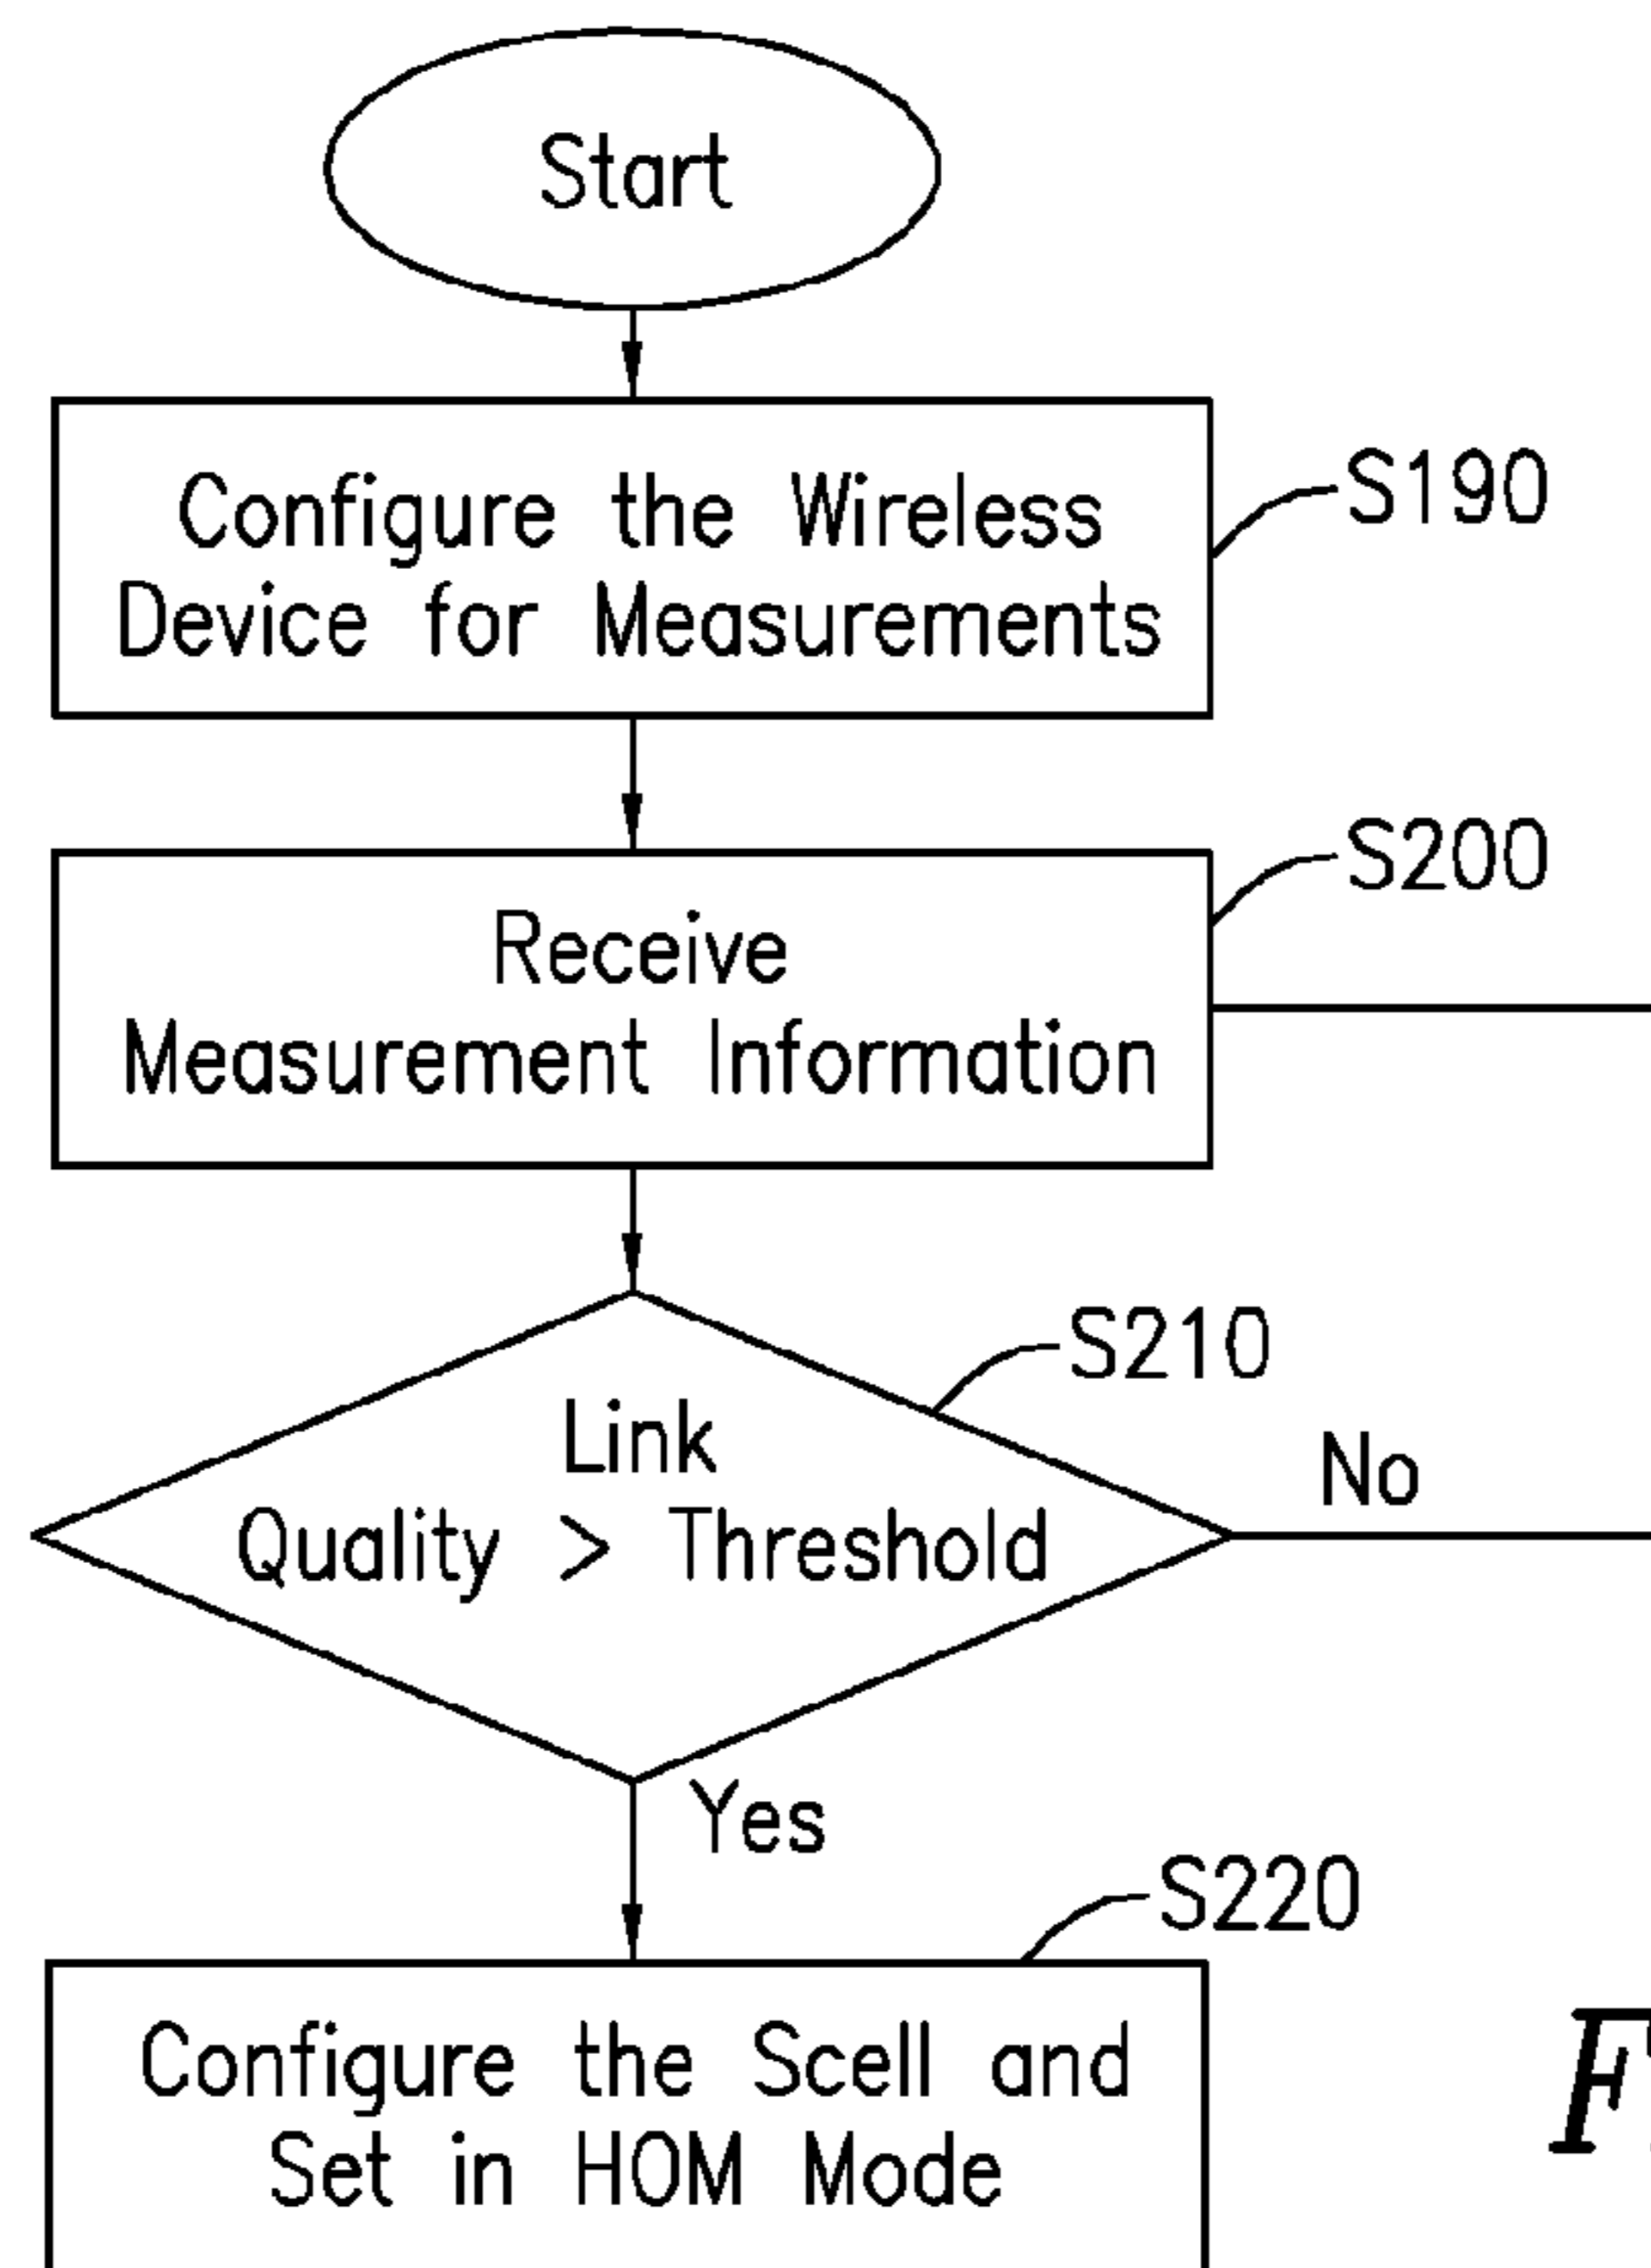 Start
Configure the Wireless
Device for Measurements
S190
Receive
Measurement Information
S200
Link
Quality > Threshold
S210
No
Yes
S220
Configure the Scell and
Set in HOM Mode